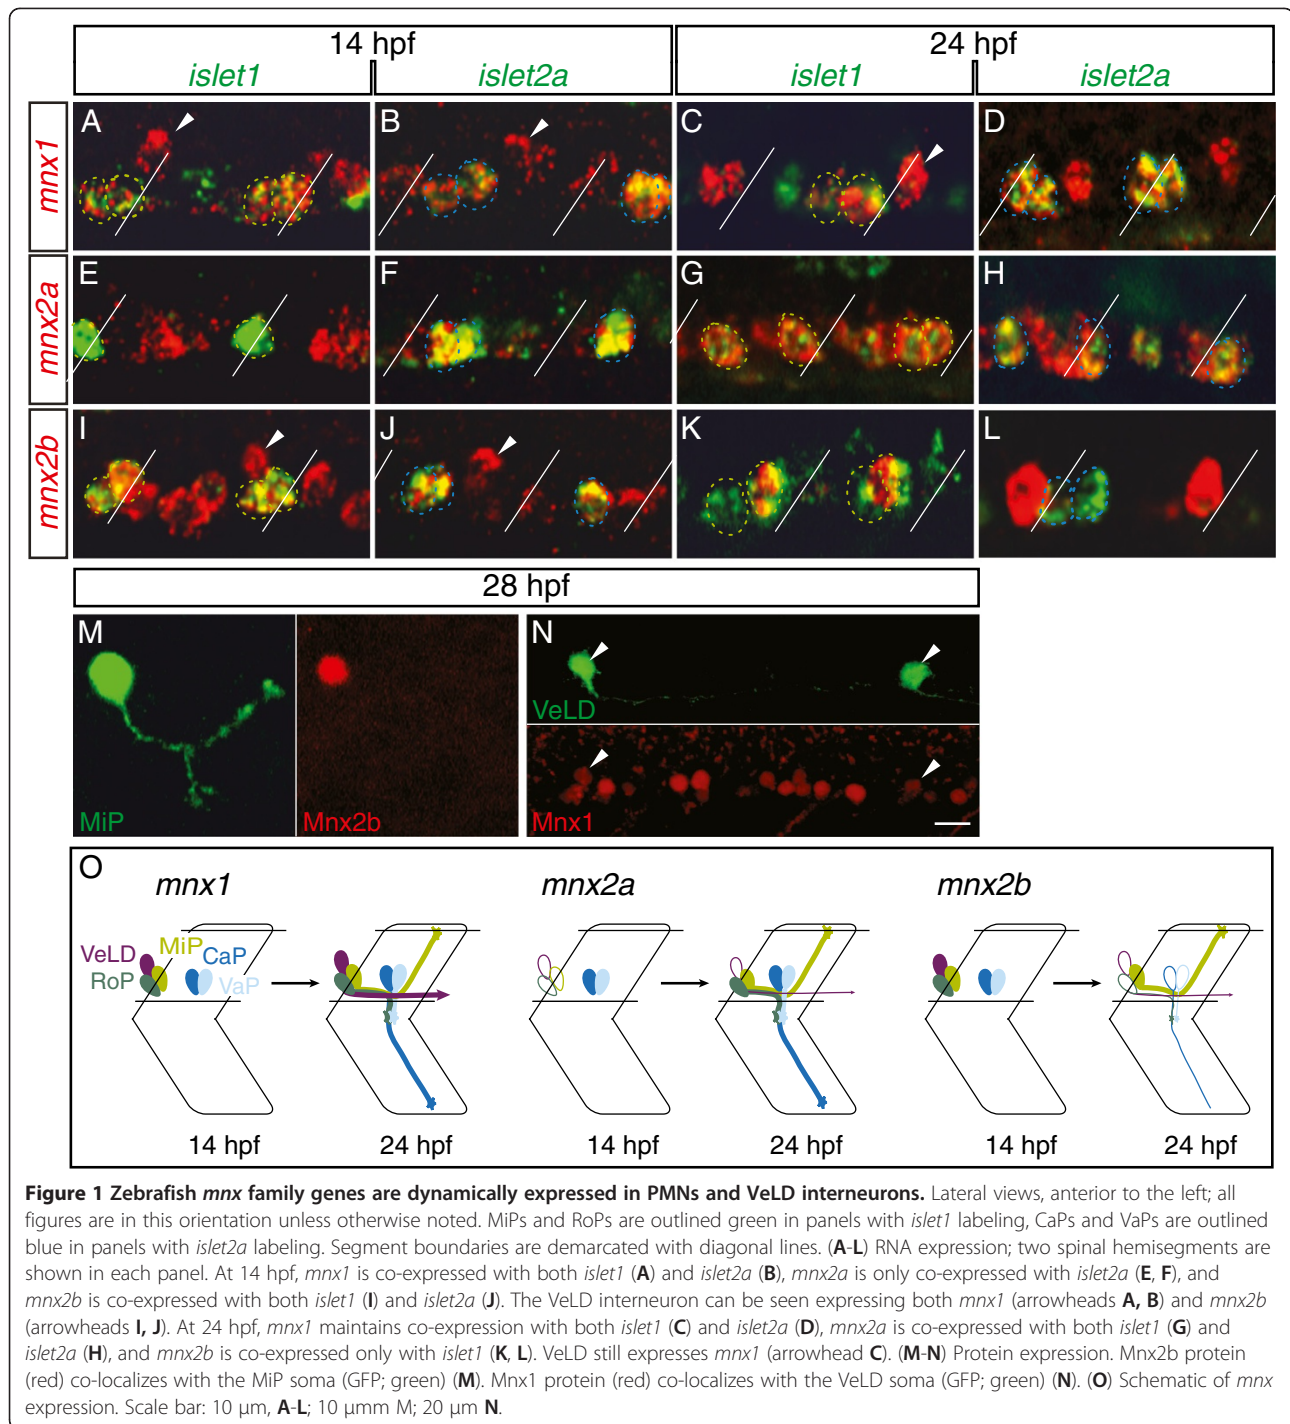 14 hpf
24 hpf
islet1
islet2a
islet1
islet2a
mnx1
A
B
C
D
mnx2a
E
F
G
H
mnx2b
I
J
K
L
28 hpf
M
N
VeLD
MiP
Mnx2b
Mnx1
O
mnx1
mnx2a
mnx2b
VeLD
MiP
CaP
RoP
VaP
14 hpf
24 hpf
14 hpf
24 hpf
14 hpf
24 hpf
Figure 1 Zebrafish mnx family genes are dynamically expressed in PMNs and VeLD interneurons. Lateral views, anterior to the left; all
figures are in this orientation unless otherwise noted. MiPs and RoPs are outlined green in panels with islet1 labeling, CaPs and VaPs are outlined
blue in panels with islet2a labeling. Segment boundaries are demarcated with diagonal lines. (A-L) RNA expression; two spinal hemisegments are
shown in each panel. At 14 hpf, mnx1 is co-expressed with both islet1 (A) and islet2a (B), mnx2a is only co-expressed with islet2a (E, F), and
mnx2b is co-expressed with both islet1 (I) and islet2a (J). The VeLD interneuron can be seen expressing both mnx1 (arrowheads A, B) and mnx2b
(arrowheads I, J). At 24 hpf, mnx1 maintains co-expression with both islet1 (C) and islet2a (D), mnx2a is co-expressed with both islet1 (G) and
islet2a (H), and mnx2b is co-expressed only with islet1 (K, L). VeLD still expresses mnx1 (arrowhead C). (M-N) Protein expression. Mnx2b protein
(red) co-localizes with the MiP soma (GFP; green) (M). Mnx1 protein (red) co-localizes with the VeLD soma (GFP; green) (N). (O) Schematic of mnx
expression. Scale bar: 10 μm, A-L; 10 μmm M; 20 μm N.